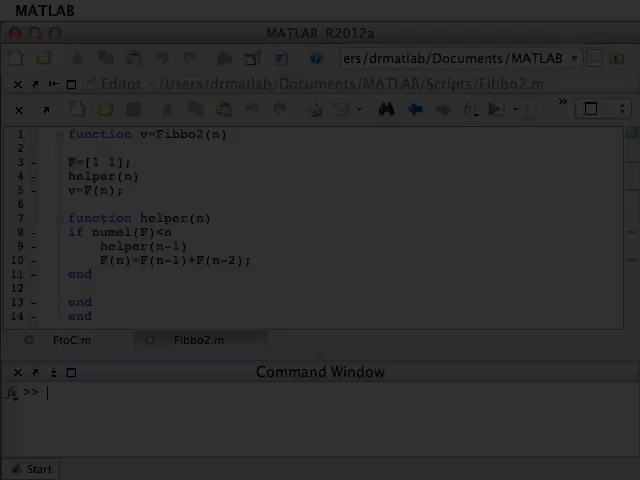 MATLAB
MATLAB R2012a
ers/drmatlab/Documents/MATLAB
Editor - /Users/drmatlab/Documents/MATLAB/Scripts/Fibbo2.m
1 function v=Fibbo2(n)
2
3 - F=[1 1];
4 - helper(n)
5 - v=F(n);
6
7 function helper(n)
8 - if numel(F)<n
9 - helper(n-1)
10 - F(n)=F(n-1)+F(n-2);
11 - end
12
13 - end
14 - end
FtoC.m Fibbo2.m
Command Window
fx >>
Start